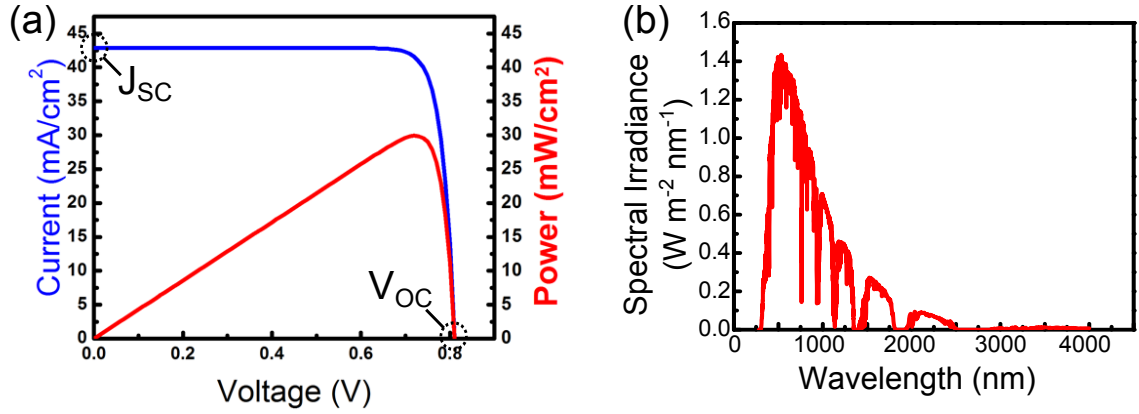 (a)
45
40
35
30
25
20
15
10
5
0
Current (mA/cm²)
J_SC
V_OC
0.0 0.2 0.4 0.6 0.8
Voltage (V)
45
40
35
30
25
20
15
10
5
0
Power (mW/cm²)
(b)
1.6
1.4
1.2
1.0
0.8
0.6
0.4
0.2
0.0
Spectral Irradiance
(W m⁻² nm⁻¹)
0 1000 2000 3000 4000
Wavelength (nm)